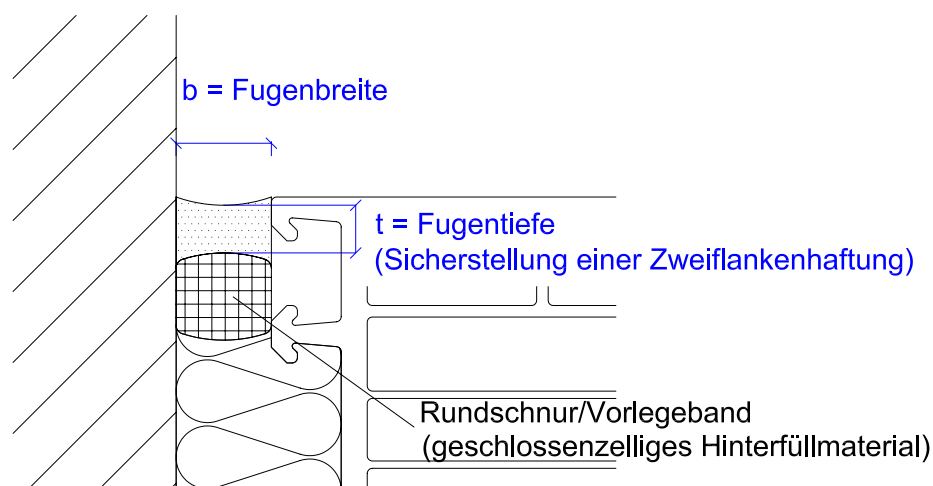 b = Fugenbreite
t = Fugentiefe
(Sicherstellung einer Zweiflankenhaftung)
Rundschnur/Vorlegeband
(geschlossenzelliges Hinterfüllmaterial)